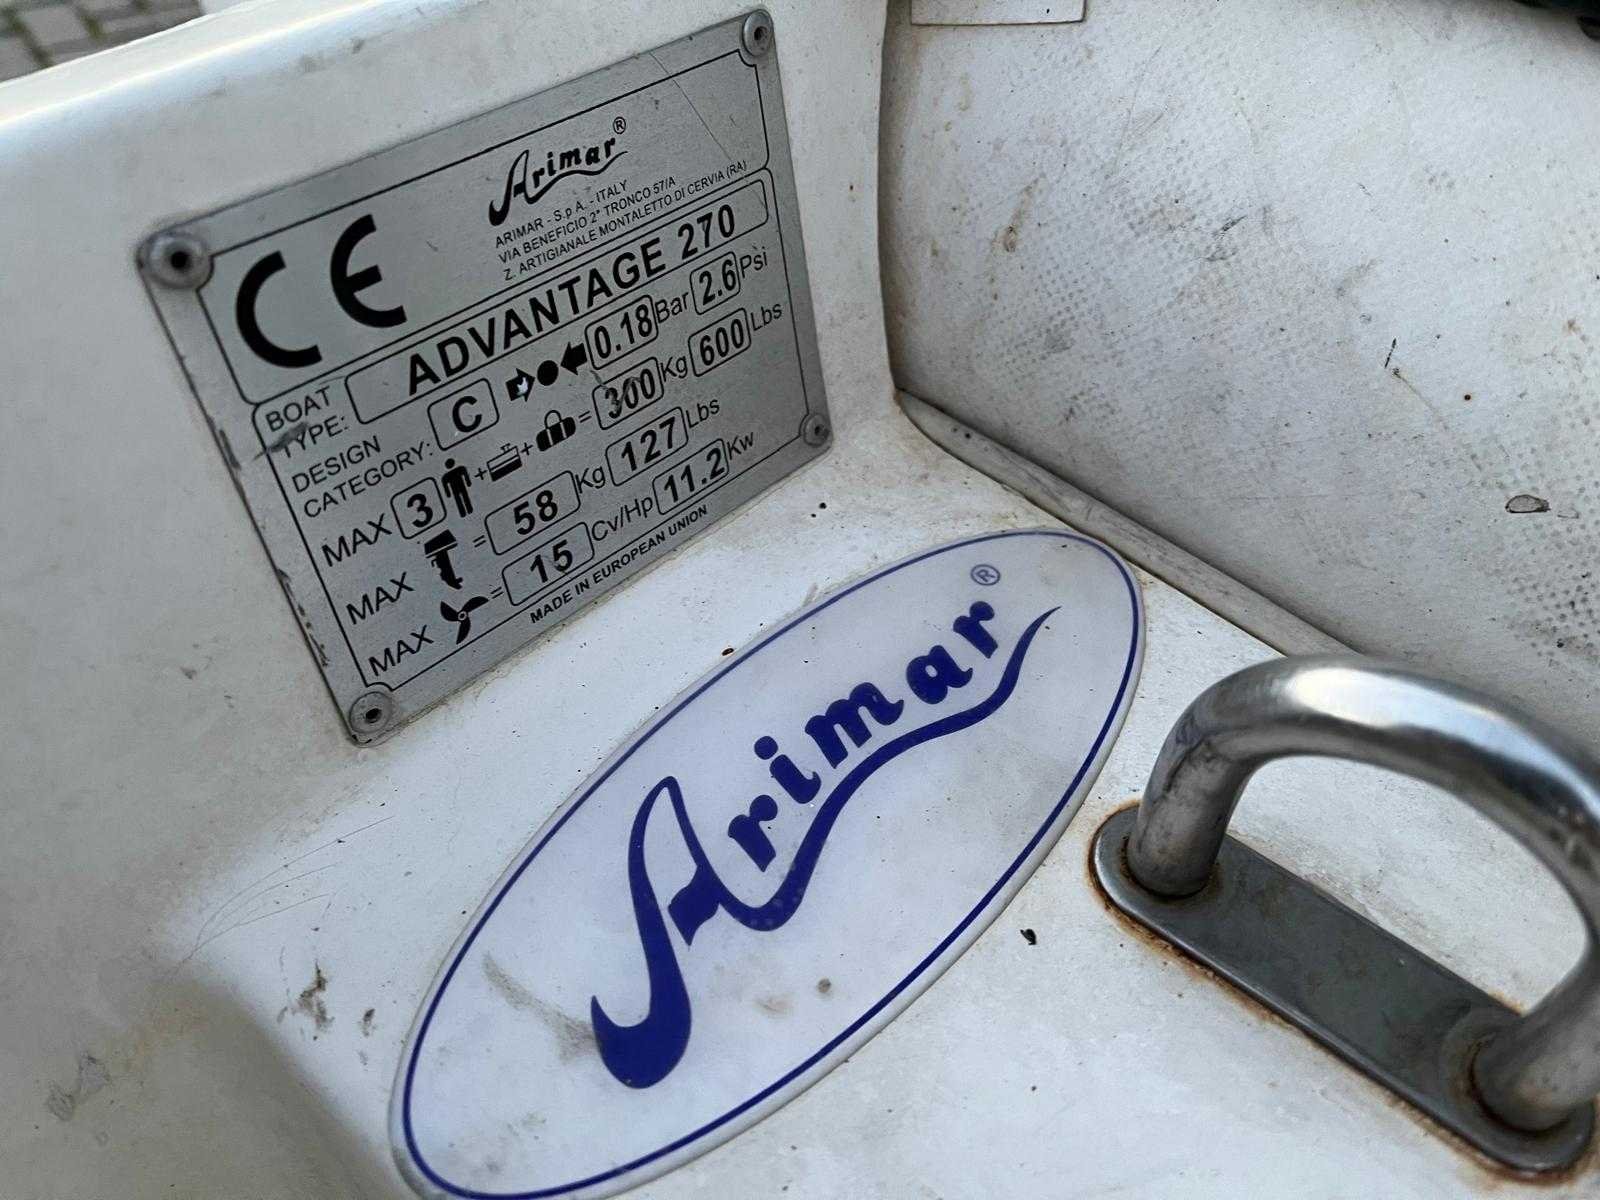 CE
Arimar®
ARIMAR - S.p.A. - ITALY
VIA BENEFICIO 2° TRONCO 57/A
Z. ARTIGIANALE MONTALETTO DI CERVIA (RA)
BOAT TYPE: ADVANTAGE 270
DESIGN CATEGORY: C 0.18 Bar 2.6 Psi
MAX 3 + + = 300 Kg 600 Lbs
MAX = 58 Kg 127 Lbs
MAX = 15 Cv/Hp 11.2 Kw
MADE IN EUROPEAN UNION
Arimar®